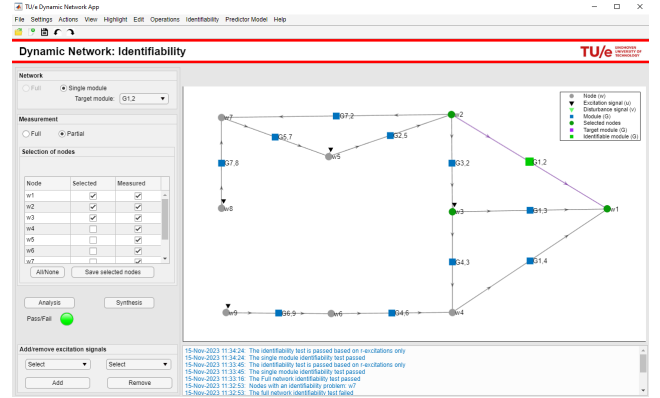 TU/e Dynamic Network App
File Settings Actions View Highlight Edit Operations Identifiability Predictor Model Help
Dynamic Network: Identifiability
TU/e EINDHOVEN UNIVERSITY OF TECHNOLOGY
Network
Full Single module
Target module: G1,2
Measurement
Full Partial
Selection of nodes
Node Selected Measured
w1
w2
w3
w4
w5
w6
w7
All/None Save selected nodes
Analysis Synthesis
Pass/Fail
Add/remove excitation signals
Select Select
Add Remove
Node (w)
Excitation signal (u)
Disturbance signal (v)
Module (G)
Selected nodes
Target module (G)
Identifiable module (G)
w7 G7,2 w2
G5,7 G2,5
w5
G7,8 G3,2 G1,2
w8 w3 G1,3 w1
G4,3 G1,4
w9 G6,9 w6 G4,6 w4
15-Nov-2023 11:34:24: The identifiability test is passed based on r-excitations only
15-Nov-2023 11:34:24: The single module identifiability test passed
15-Nov-2023 11:33:45: The identifiability test is passed based on r-excitations only
15-Nov-2023 11:33:45: The single module identifiability test passed
15-Nov-2023 11:33:16: The Full network identifiability test passed
15-Nov-2023 11:32:53: Nodes with an identifiability problem: w7
15-Nov-2023 11:32:53: The full network identifiability test failed